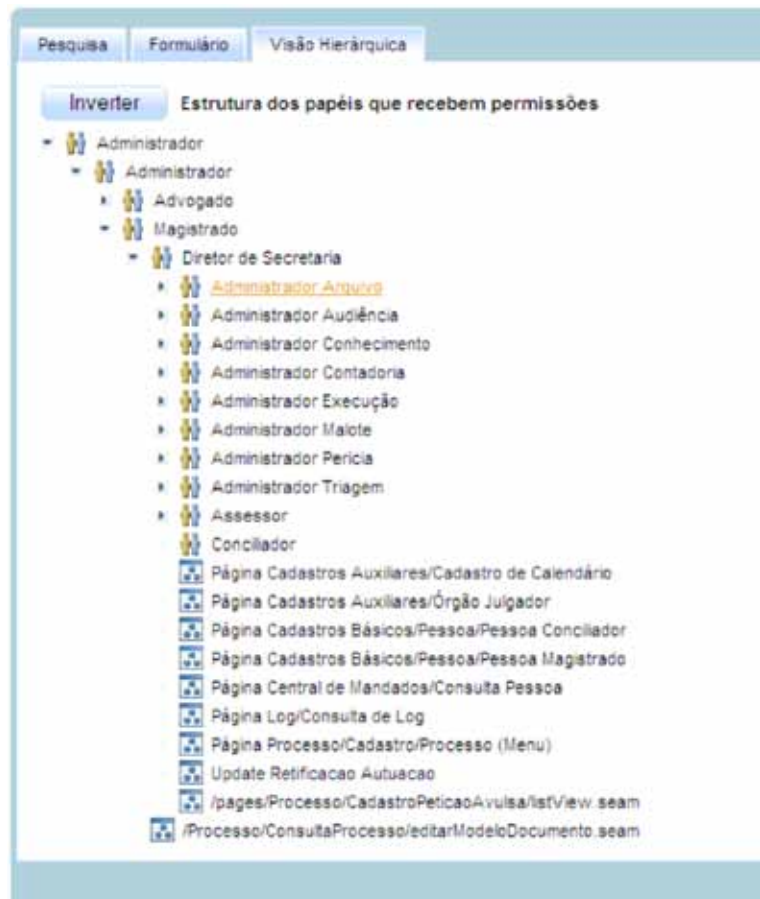 Pesquisa Formulário Visão Hierárquica
Inverter Estrutura dos papéis que recebem permissões
Administrador
Administrador
Advogado
Magistrado
Diretor de Secretaria
Administrador Arquivo
Administrador Audiência
Administrador Conhecimento
Administrador Contadoria
Administrador Execução
Administrador Malote
Administrador Perícia
Administrador Triagem
Assessor
Conciliador
Página Cadastros Auxiliares/Cadastro de Calendário
Página Cadastros Auxiliares/Órgão Julgador
Página Cadastros Básicos/Pessoa/Pessoa Conciliador
Página Cadastros Básicos/Pessoa/Pessoa Magistrado
Página Central de Mandados/Consulta Pessoa
Página Log/Consulta de Log
Página Processo/Cadastro/Processo (Menu)
Update Retificacao Autuacao
/pages/Processo/CadastroPeticaoAvulsa/listView.seam
/Processo/ConsultaProcesso/editarModeloDocumento.seam